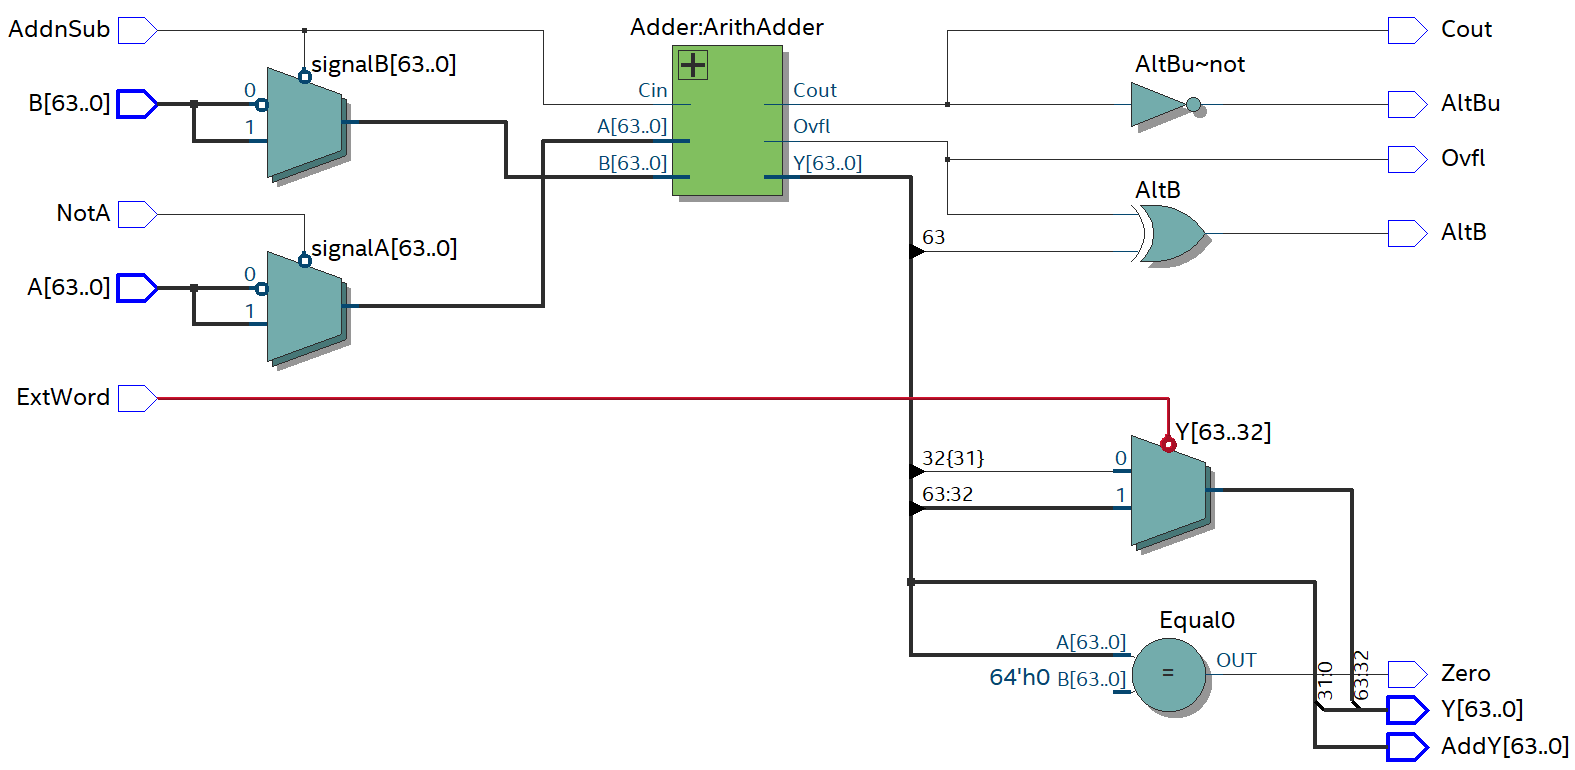 AddnSub
B[63..0]
0
1
signalB[63..0]
NotA
A[63..0]
0
1
signalA[63..0]
ExtWord
Adder:ArithAdder
Cin
A[63..0]
B[63..0]
Cout
Ovfl
Y[63..0]
63
AltBu~not
AltB
Cout
AltBu
Ovfl
AltB
32{31}
63:32
0
1
Y[63..32]
Equal0
A[63..0]
64'h0 B[63..0]
=
OUT
31:0
63:32
Zero
Y[63..0]
AddY[63..0]